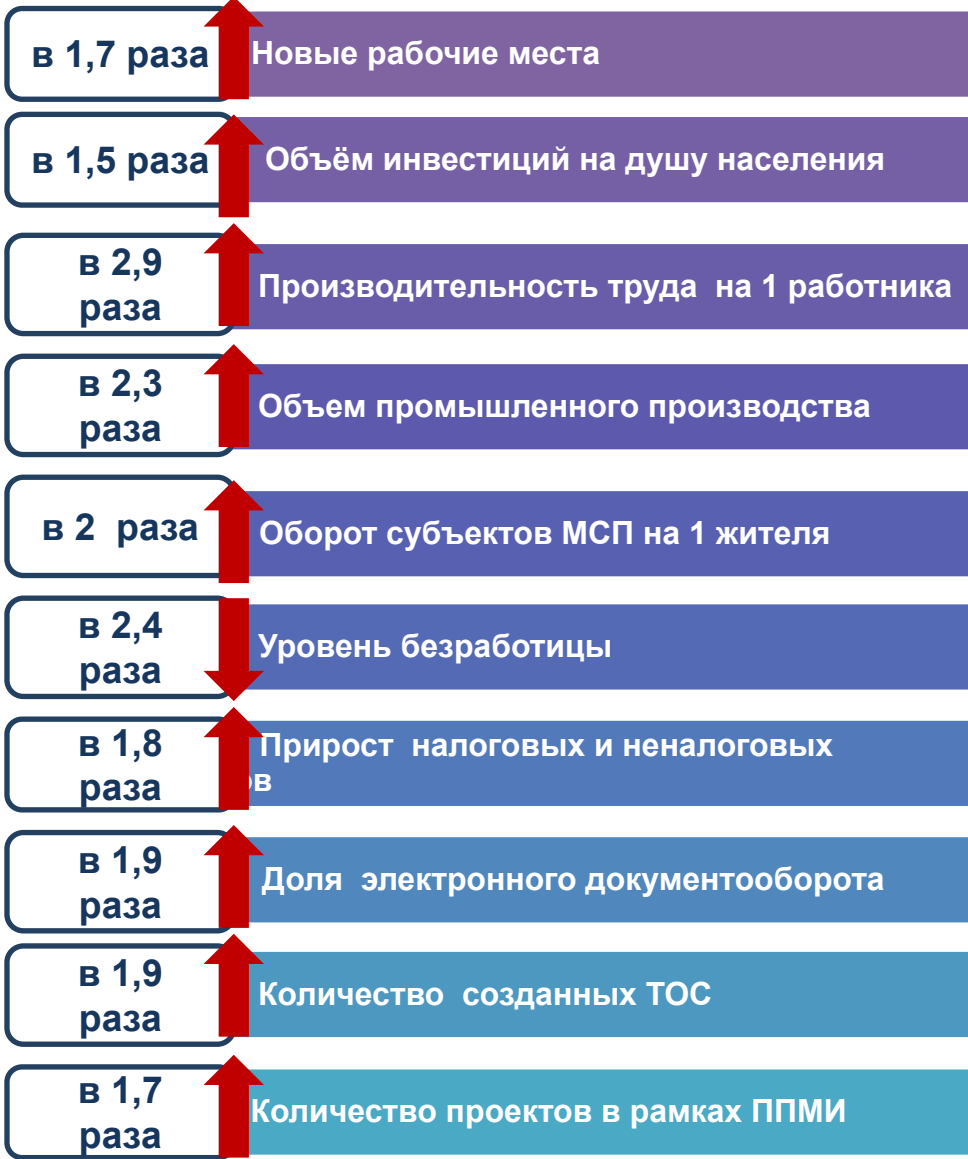 в 1,7 раза
Новые рабочие места
в 1,5 раза
Объём инвестиций на душу населения
в 2,9
раза
Производительность труда на 1 работника
в 2,3
раза
Объем промышленного производства
в 2 раза
Оборот субъектов МСП на 1 жителя
в 2,4
раза
Уровень безработицы
в 1,8
раза
Прирост налоговых и неналоговых
ов
в 1,9
раза
Доля электронного документооборота
в 1,9
раза
Количество созданных ТОС
в 1,7
раза
Количество проектов в рамках ППМИ